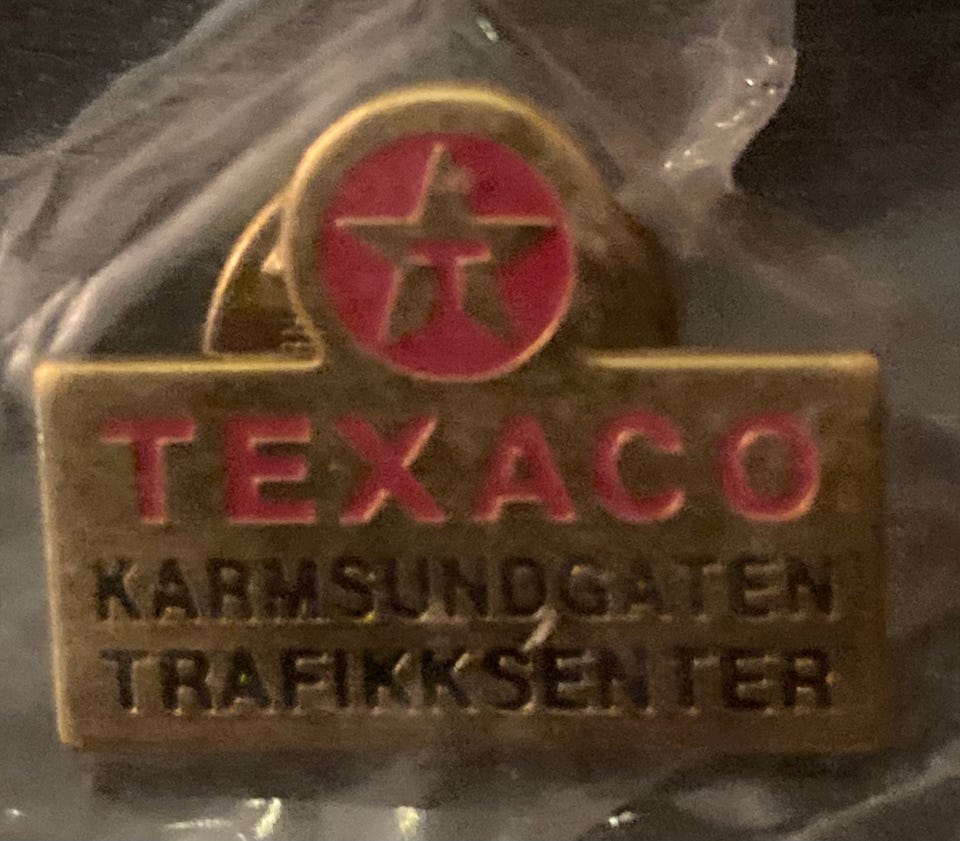 T
TEXACO
KARMSUNDGATEN
TRAFIKKSENTER